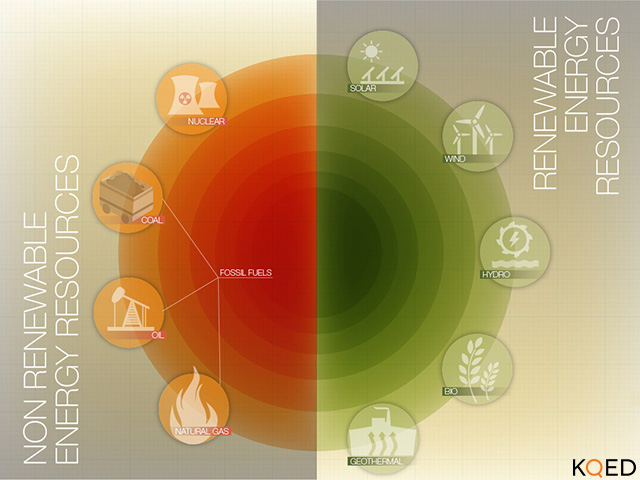 NON RENEWABLE
ENERGY RESOURCES
NUCLEAR
COAL
OIL
NATURAL GAS
FOSSIL FUELS
RENEWABLE
ENERGY
RESOURCES
SOLAR
WIND
HYDRO
BIO
GEOTHERMAL
KQED